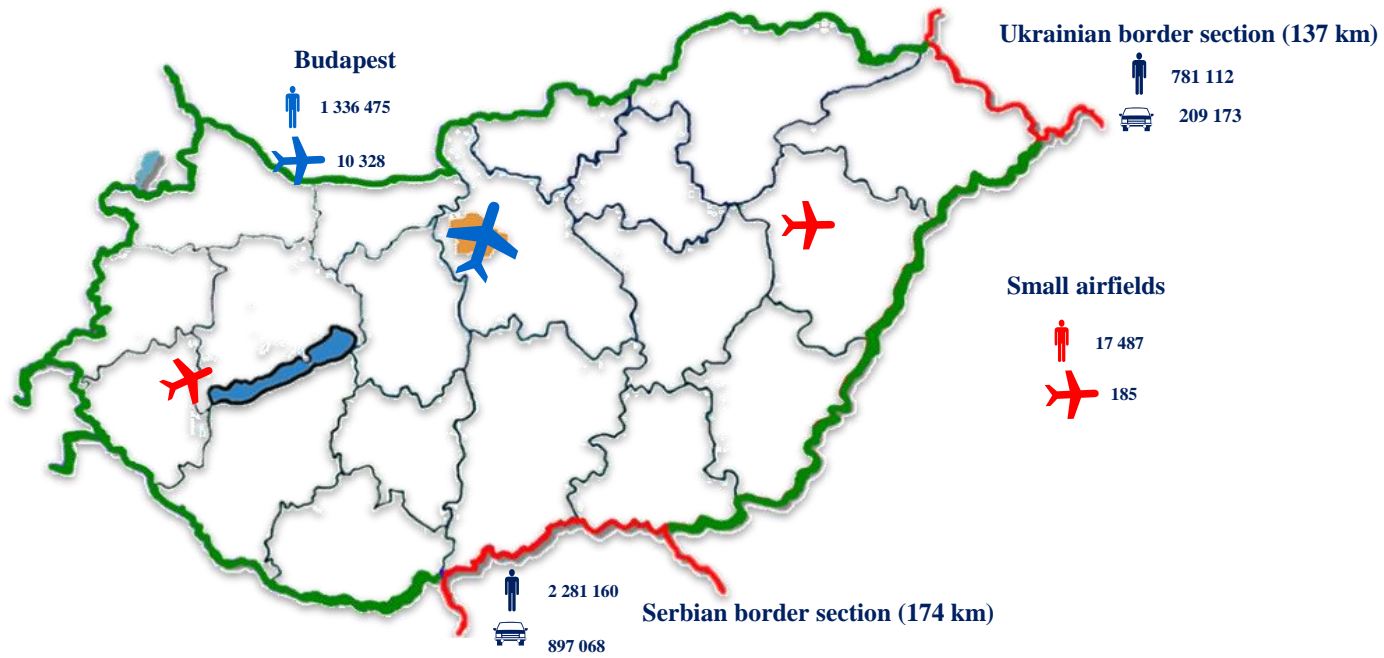 Ukrainian border section (137 km)
781 112
209 173
Budapest
1 336 475
10 328
Small airfields
17 487
185
2 281 160
Serbian border section (174 km)
897 068